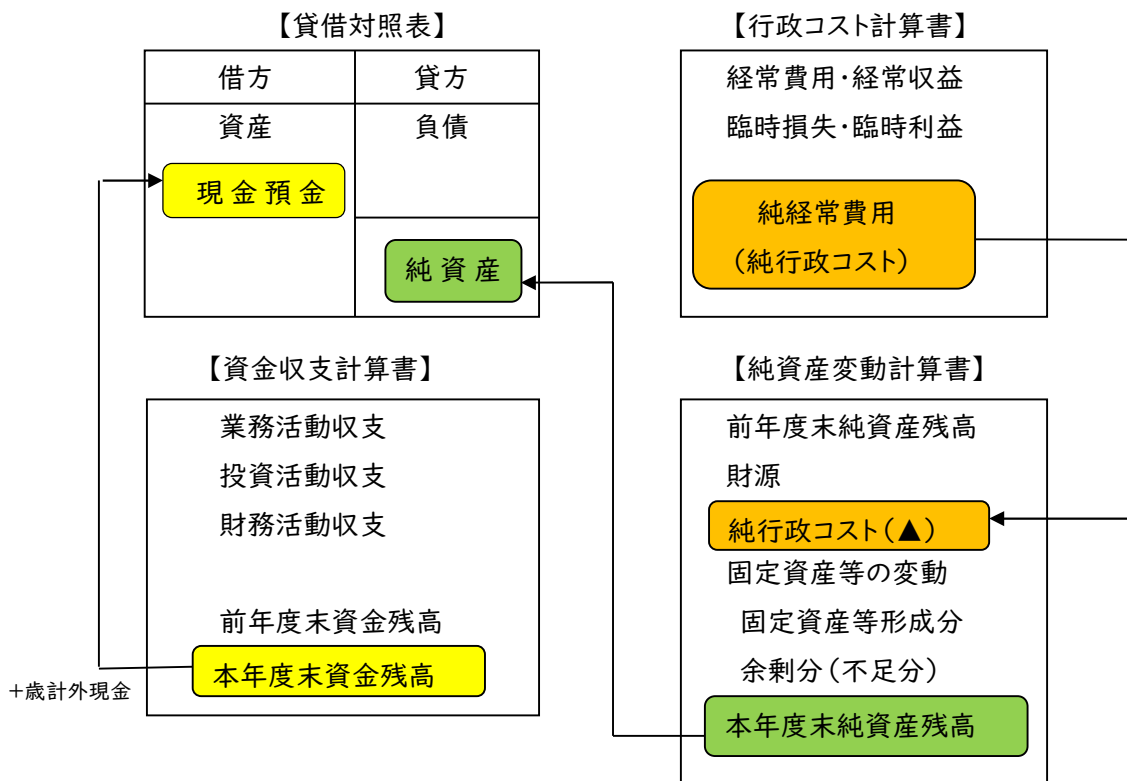 【貸借対照表】
借方
貸方
資産
負債
現金預金
純資産
【行政コスト計算書】
経常費用・経常収益
臨時損失・臨時利益
純経常費用
(純行政コスト)
【資金収支計算書】
業務活動収支
投資活動収支
財務活動収支
前年度末資金残高
本年度末資金残高
+歳計外現金
【純資産変動計算書】
前年度末純資産残高
財源
純行政コスト(▲)
固定資産等の変動
固定資産等形成分
余剰分(不足分)
本年度末純資産残高